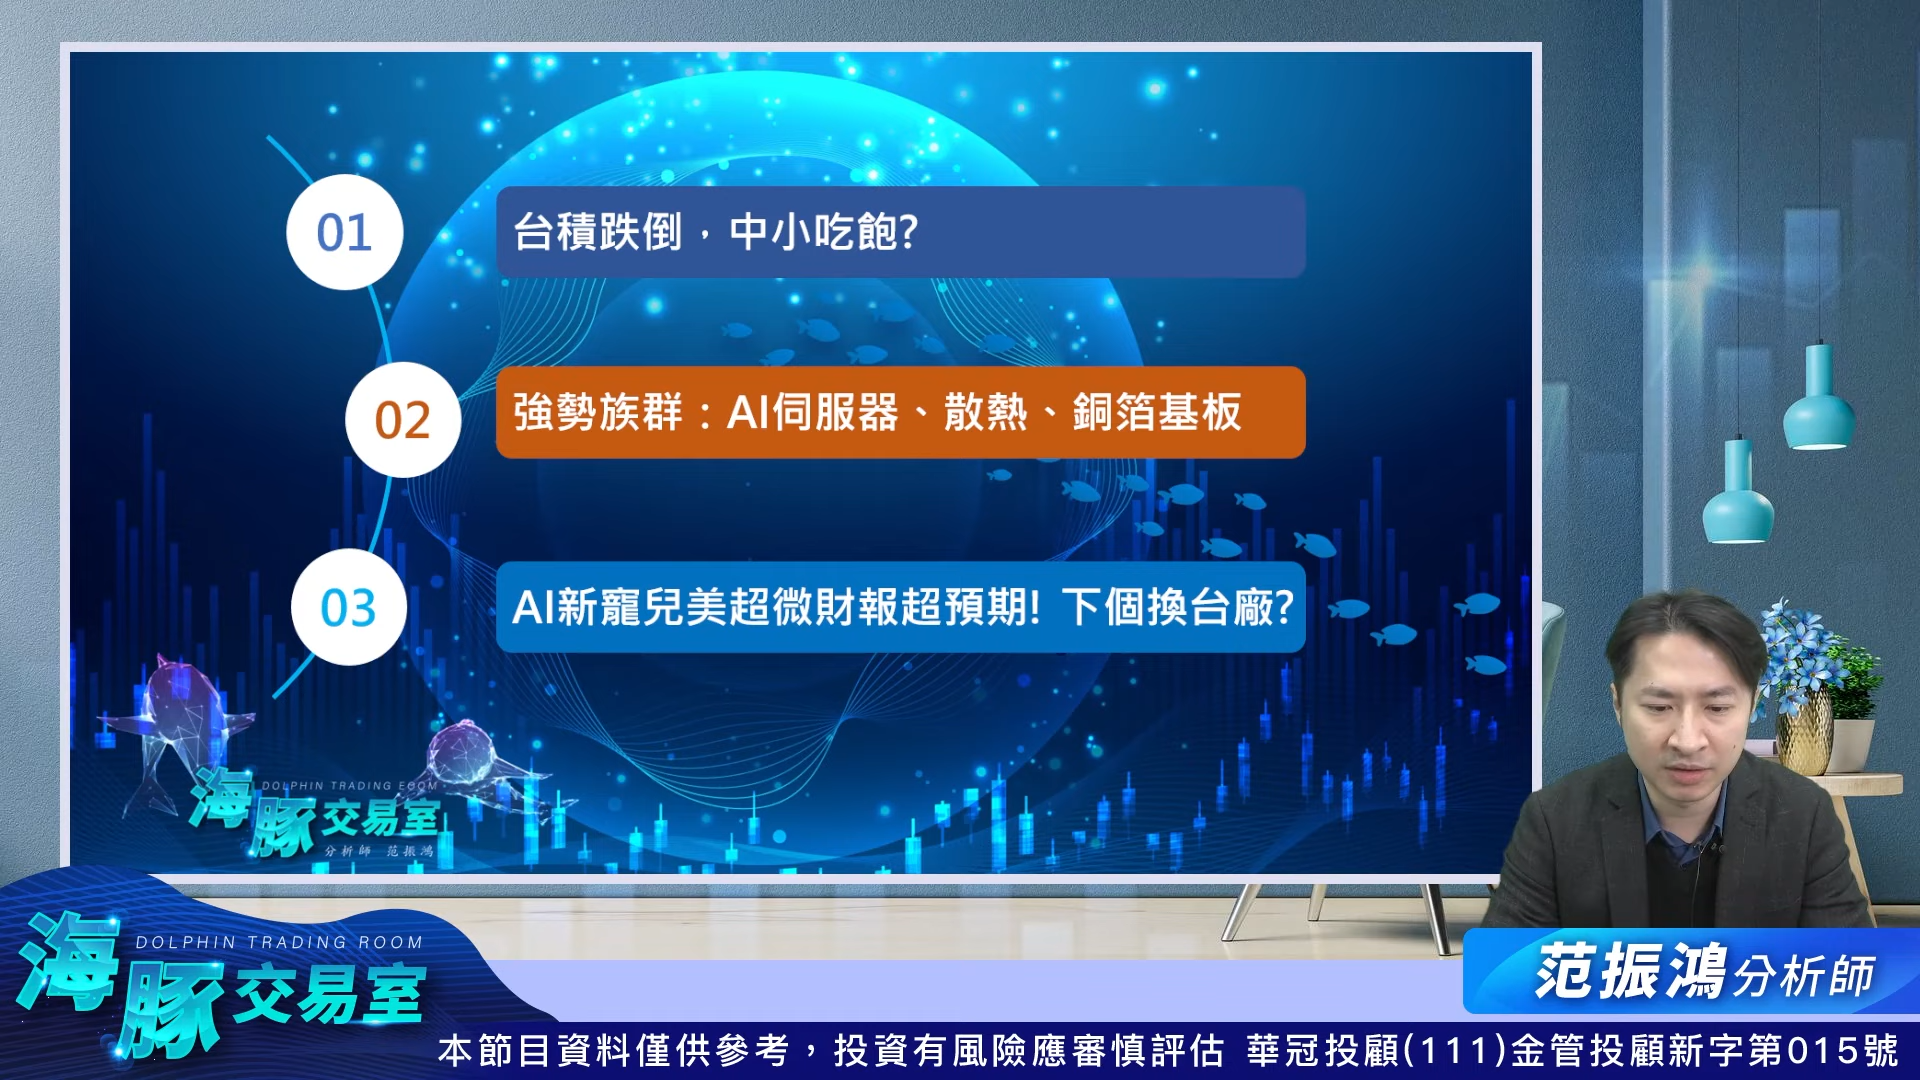 01
台積跌倒，中小吃飽?
02
強勢族群：AI伺服器、散熱、銅箔基板
03
AI新寵兒美超微財報超預期! 下個換台廠?
DOLPHIN TRADING ROOM
海豚交易室
分析師 范振鴻
DOLPHIN TRADING ROOM
海豚交易室
范振鴻分析師
本節目資料僅供參考，投資有風險應審慎評估 華冠投顧(111)金管投顧新字第015號